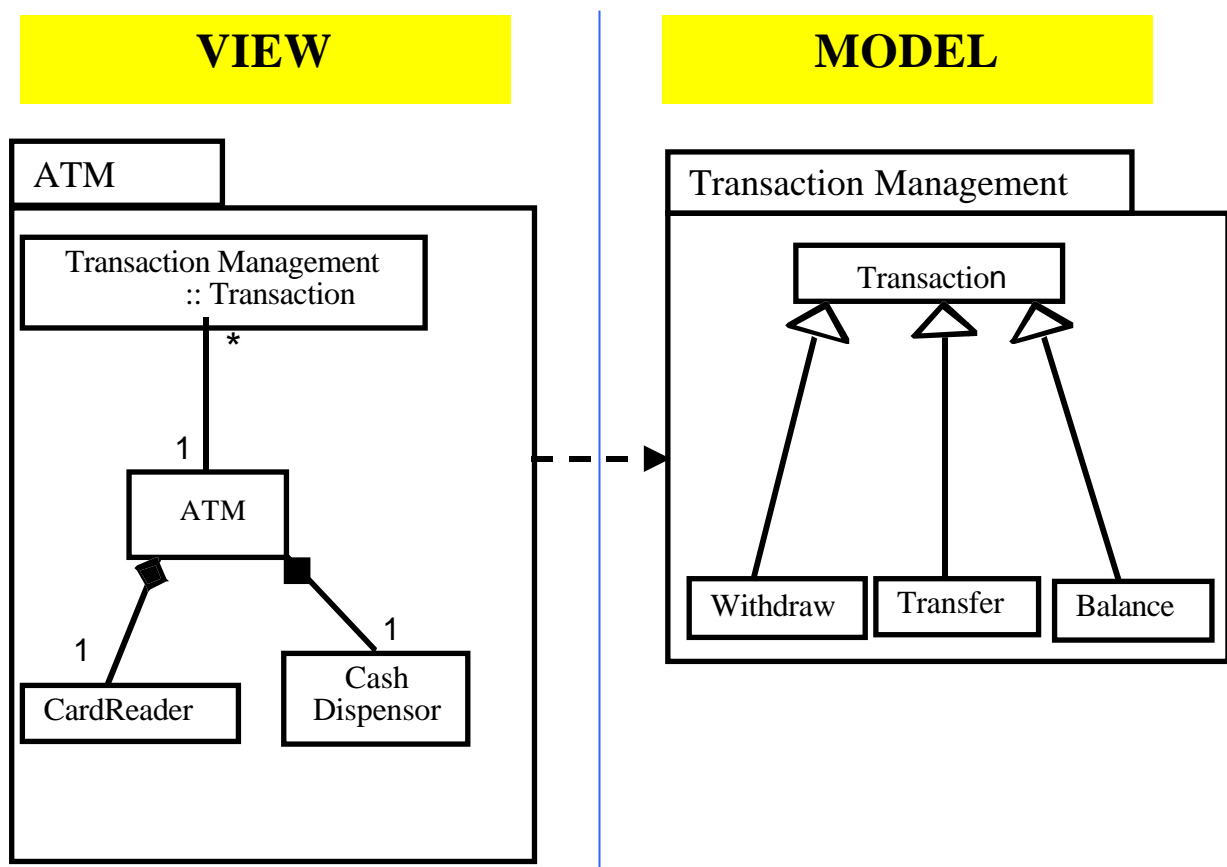 VIEW
MODEL
ATM
Transaction Management
:: Transaction
*
1
ATM
1
1
CardReader
Cash
Dispensor
Transaction Management
Transaction
Withdraw
Transfer
Balance